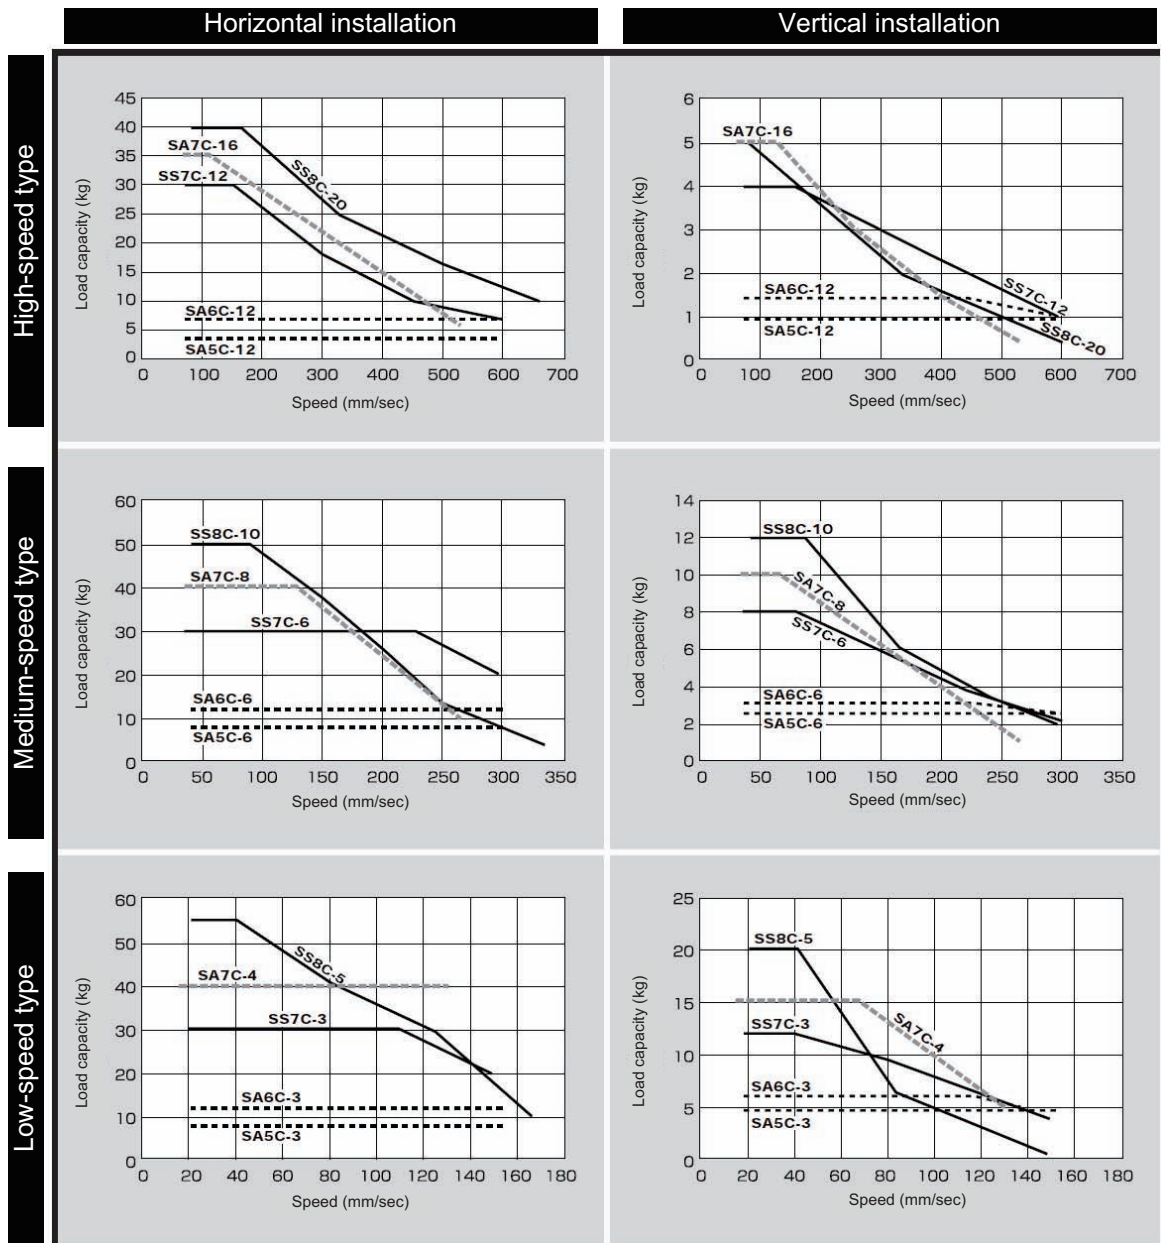 Horizontal installation
Vertical installation
High-speed type
45
40
35
30
25
20
15
10
5
0
Load capacity (kg)
SA7C-16
SS7C-12
SS8C-20
SA6C-12
SA5C-12
0 100 200 300 400 500 600 700
Speed (mm/sec)
6
5
4
3
2
1
0
Load capacity (kg)
SA7C-16
SA6C-12
SA5C-12
SS7C-12
SS8C-20
0 100 200 300 400 500 600 700
Speed (mm/sec)
Medium-speed type
60
50
40
30
20
10
0
Load capacity (kg)
SS8C-10
SA7C-8
SS7C-6
SA6C-6
SA5C-6
0 50 100 150 200 250 300 350
Speed (mm/sec)
14
12
10
8
6
4
2
0
Load capacity (kg)
SS8C-10
SA7C-8
SS7C-6
SA6C-6
SA5C-6
0 50 100 150 200 250 300 350
Speed (mm/sec)
Low-speed type
60
50
40
30
20
10
0
Load capacity (kg)
SS8C-5
SA7C-4
SS7C-3
SA6C-3
SA5C-3
0 20 40 60 80 100 120 140 160 180
Speed (mm/sec)
25
20
15
10
5
0
Load capacity (kg)
SS8C-5
SS7C-3
SA7C-4
SA6C-3
SA5C-3
0 20 40 60 80 100 120 140 160 180
Speed (mm/sec)